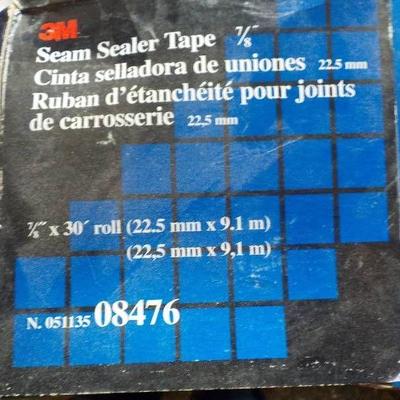 3M
Seam Sealer Tape ⅞″
Cinta selladora de uniones 22.5 mm
Ruban d'étanchéité pour joints
de carrosserie 22,5 mm
⅞″ x 30′ roll (22.5 mm x 9.1 m)
(22,5 mm x 9,1 m)
N. 051135 08476